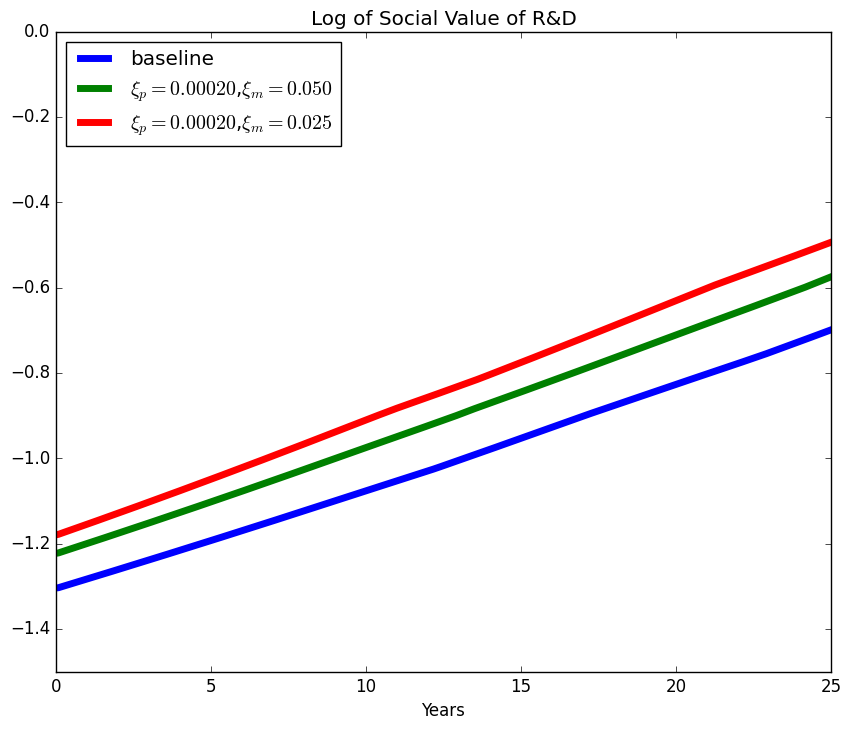 Log of Social Value of R&D
baseline
ξp = 0.00020,ξm = 0.050
ξp = 0.00020,ξm = 0.025
0.0
−0.2
−0.4
−0.6
−0.8
−1.0
−1.2
−1.4
0 5 10 15 20 25
Years